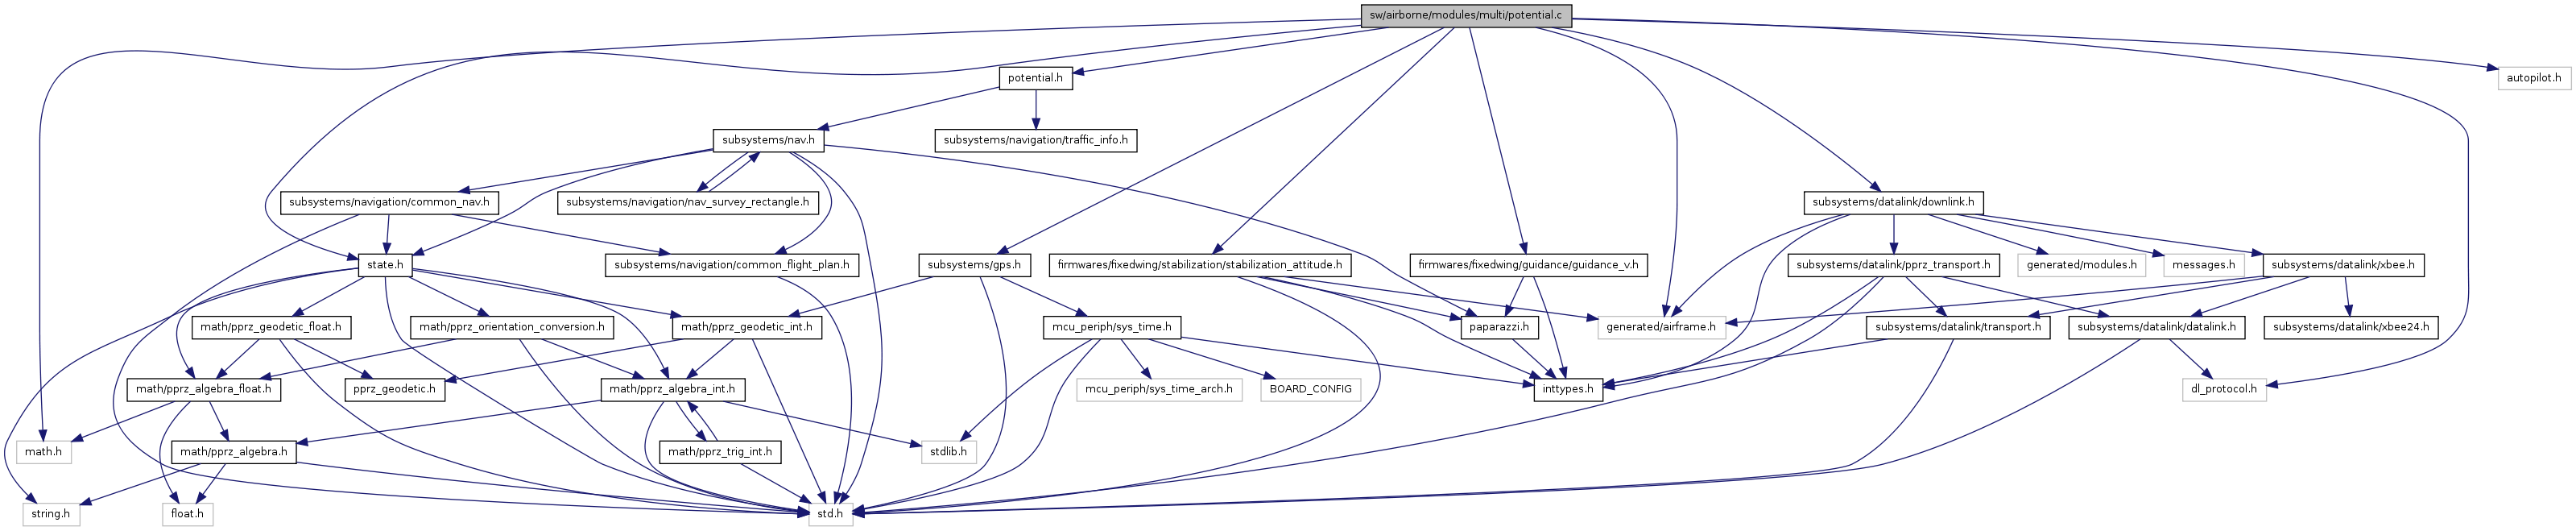 sw/airborne/modules/multi/potential.c
potential.h
autopilot.h
subsystems/nav.h
subsystems/navigation/traffic_info.h
subsystems/navigation/common_nav.h
subsystems/navigation/nav_survey_rectangle.h
subsystems/datalink/downlink.h
state.h
subsystems/navigation/common_flight_plan.h
subsystems/gps.h
firmwares/fixedwing/stabilization/stabilization_attitude.h
firmwares/fixedwing/guidance/guidance_v.h
subsystems/datalink/pprz_transport.h
generated/modules.h
messages.h
subsystems/datalink/xbee.h
math/pprz_geodetic_float.h
math/pprz_orientation_conversion.h
math/pprz_geodetic_int.h
mcu_periph/sys_time.h
paparazzi.h
generated/airframe.h
subsystems/datalink/transport.h
subsystems/datalink/datalink.h
subsystems/datalink/xbee24.h
math/pprz_algebra_float.h
pprz_geodetic.h
math/pprz_algebra_int.h
mcu_periph/sys_time_arch.h
BOARD_CONFIG
inttypes.h
dl_protocol.h
math.h
math/pprz_algebra.h
math/pprz_trig_int.h
stdlib.h
string.h
float.h
std.h